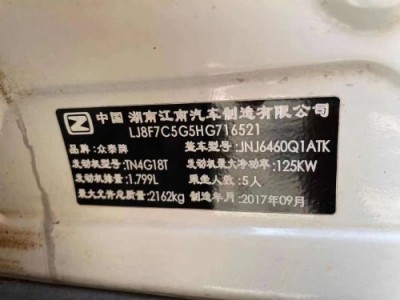 中国 湖南江南汽车制造有限公司
LJ8F7C5G5HG716521
品牌:众泰牌 整车型号:JNJ6460Q1ATK
发动机型号:TN4G18T 发动机最大净功率:125KW
发动机排量:1.799L 乘坐人数:5人
最大允许总质量:2162kg 制造年月:2017年09月